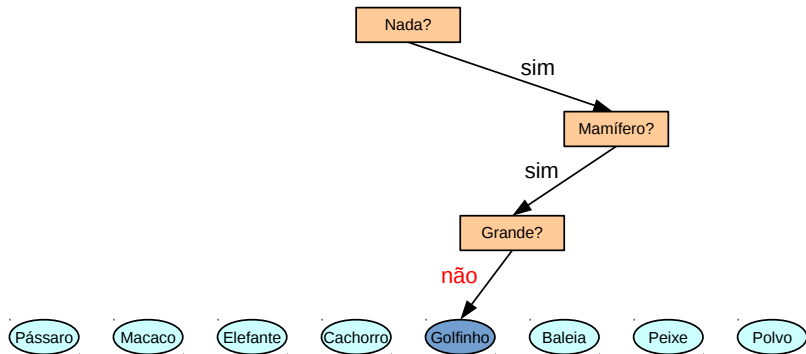 Nada?
sim
Mamífero?
sim
Grande?
não
Pássaro
Macaco
Elefante
Cachorro
Golfinho
Baleia
Peixe
Polvo